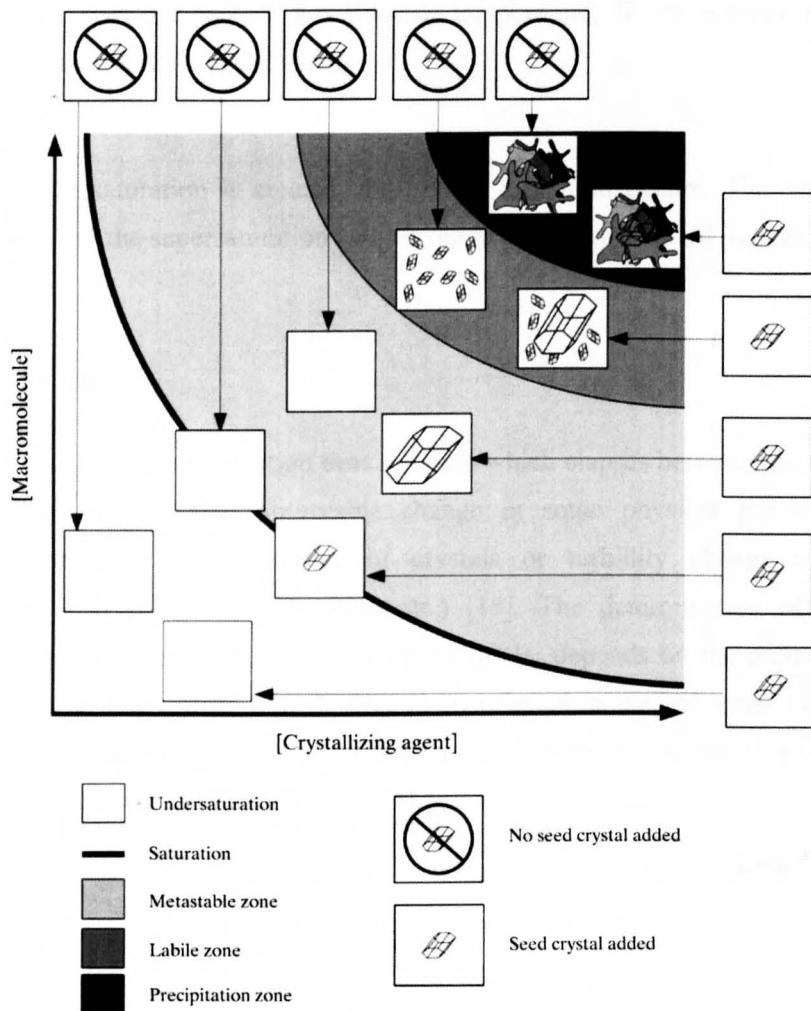 [Macromolecule]
[Crystallizing agent]
Undersaturation
Saturation
Metastable zone
Labile zone
Precipitation zone
No seed crystal added
Seed crystal added